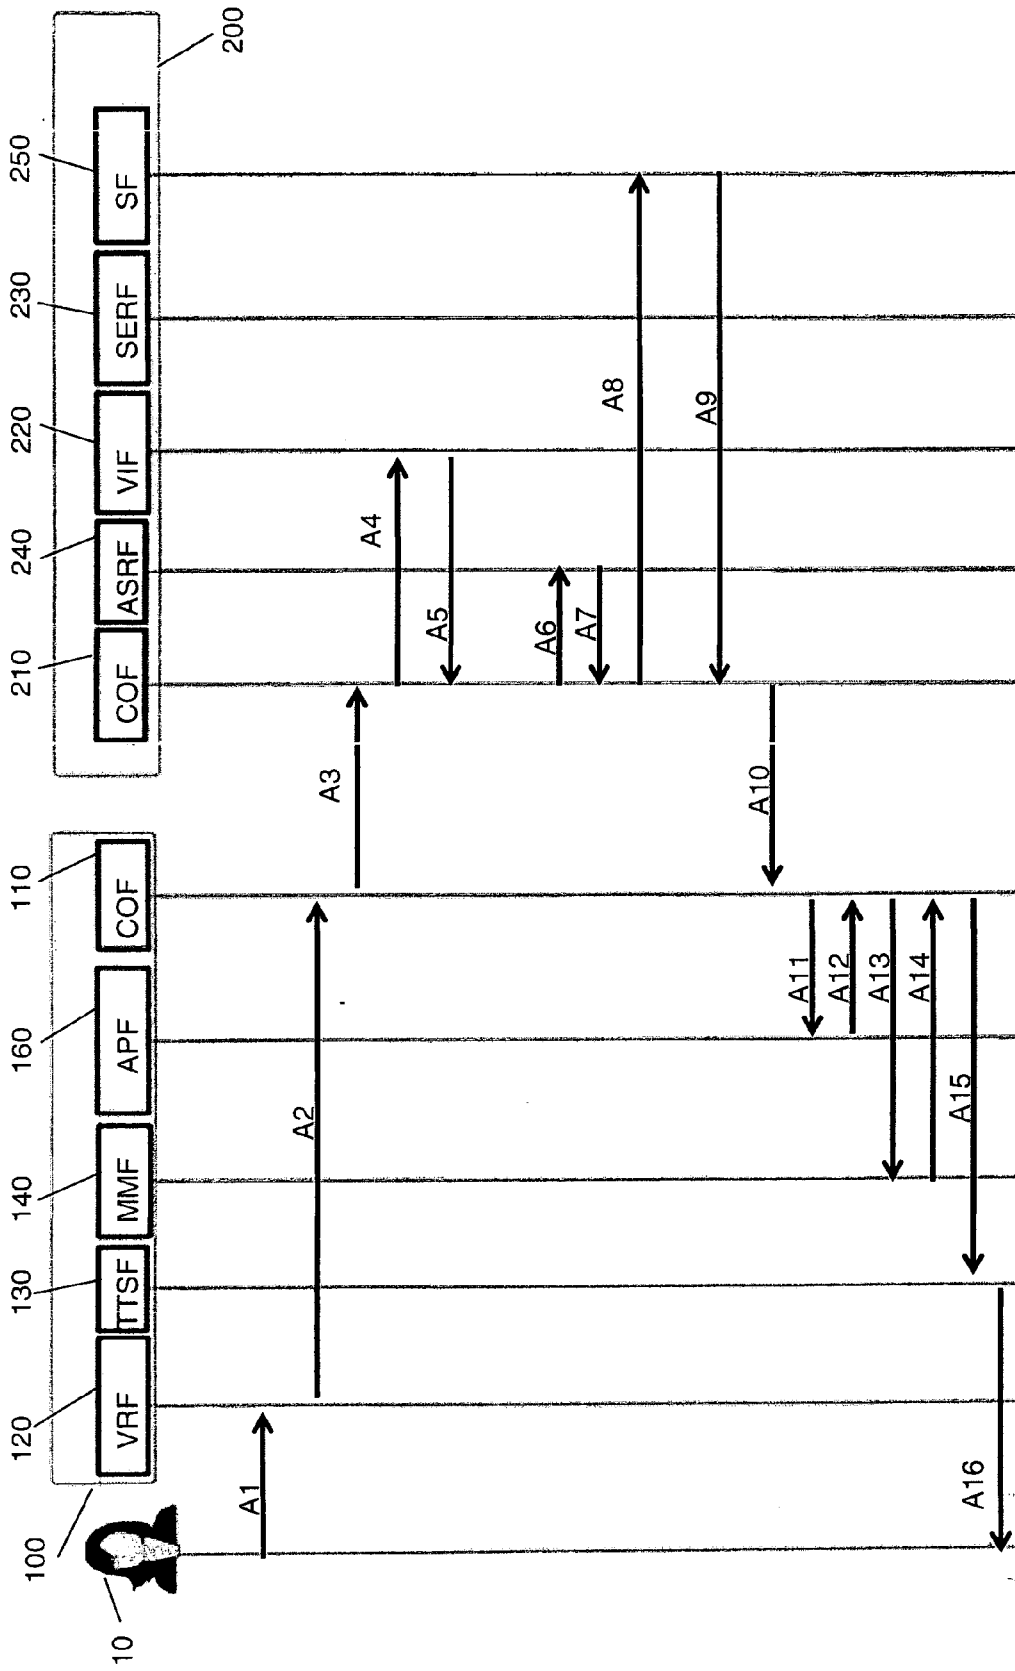 10
100
120
130
140
160
110
210
240
220
230
250
200
VRF
TTSF
MMF
APF
COF
COF
ASRF
VIF
SERF
SF
A1
A2
A3
A4
A5
A6
A7
A8
A9
A10
A11
A12
A13
A14
A15
A16